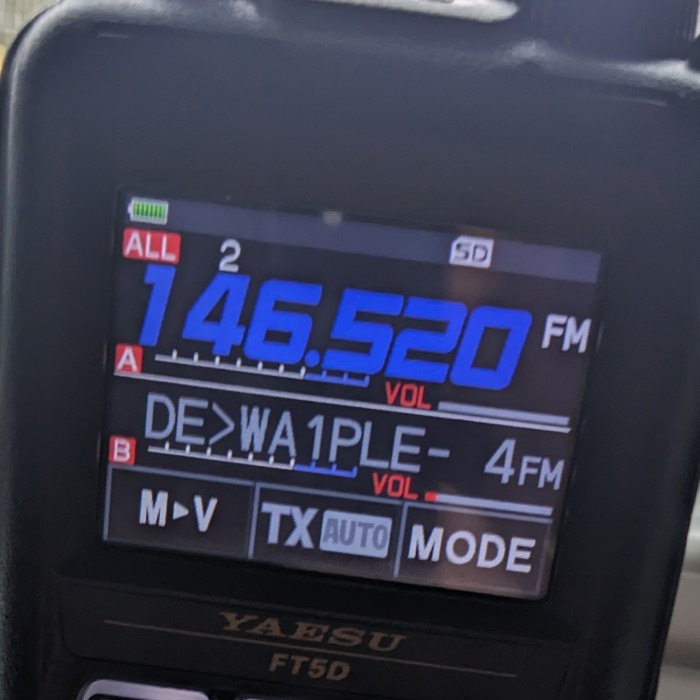 ALL 2 SD
146.520 FM
A VOL
DE>WA1PLE- 4FM
B VOL
M▸V TX AUTO MODE
YAESU
FT5D